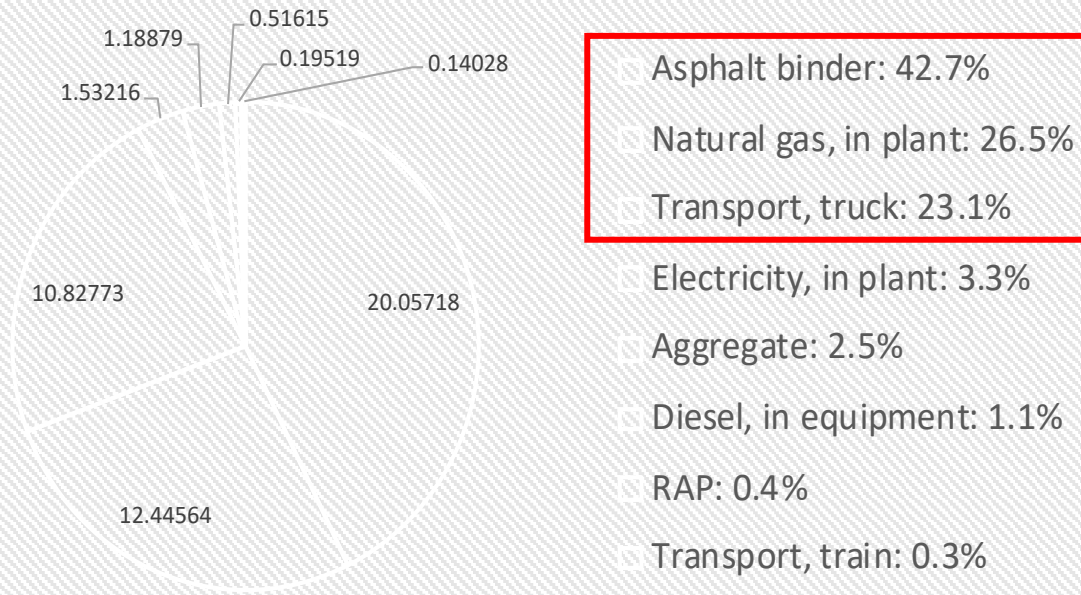 0.51615
1.18879
0.19519
0.14028
1.53216
10.82773
20.05718
12.44564
Asphalt binder: 42.7%
Natural gas, in plant: 26.5%
Transport, truck: 23.1%
Electricity, in plant: 3.3%
Aggregate: 2.5%
Diesel, in equipment: 1.1%
RAP: 0.4%
Transport, train: 0.3%